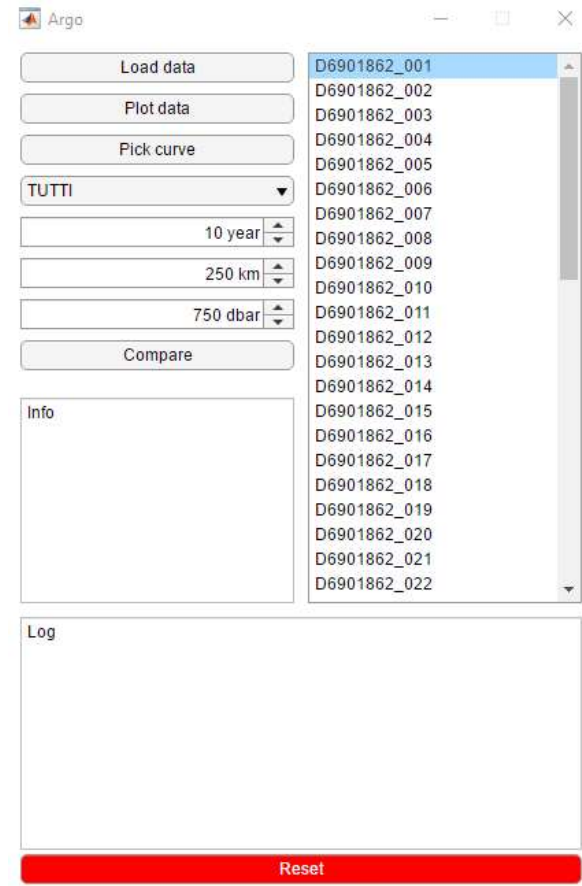 Argo
Load data
Plot data
Pick curve
TUTTI
10 year
250 km
750 dbar
Compare
Info
D6901862_001
D6901862_002
D6901862_003
D6901862_004
D6901862_005
D6901862_006
D6901862_007
D6901862_008
D6901862_009
D6901862_010
D6901862_011
D6901862_012
D6901862_013
D6901862_014
D6901862_015
D6901862_016
D6901862_017
D6901862_018
D6901862_019
D6901862_020
D6901862_021
D6901862_022
Log
Reset